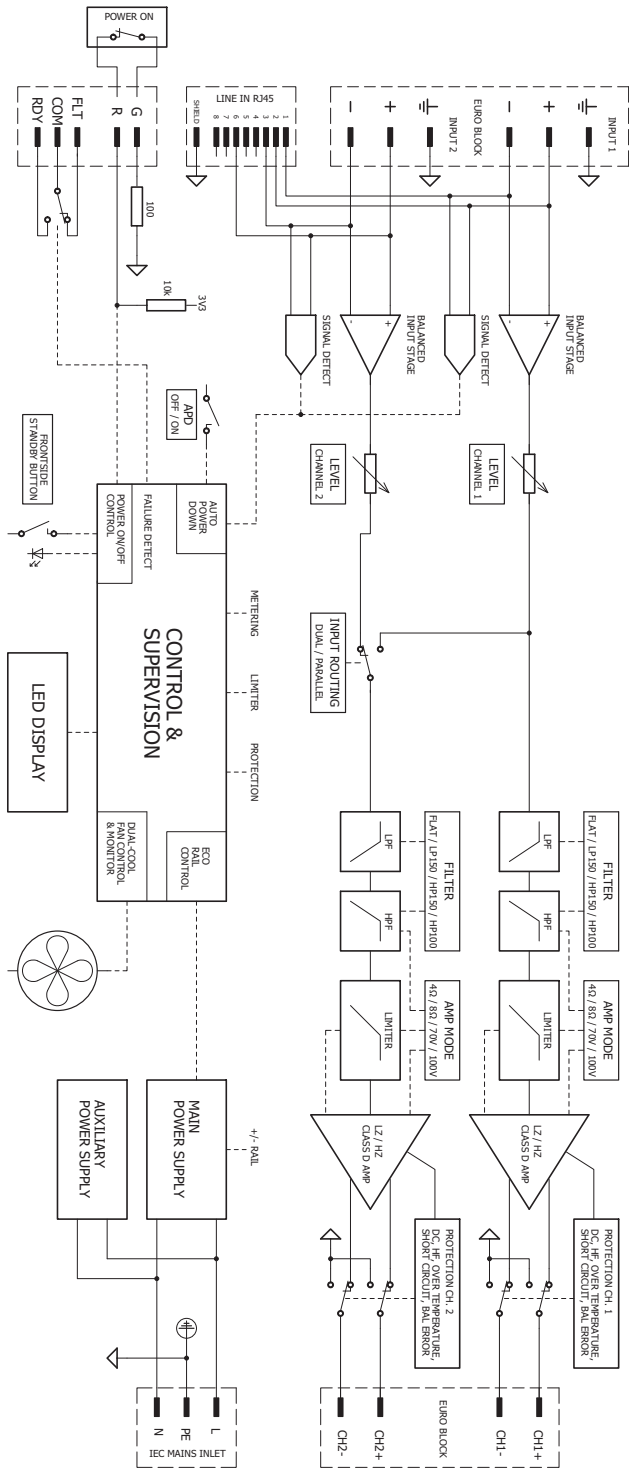 POWER ON
FLT
COM
RDY
G
R
100
10k
3V3
LINE IN RJ45
SHIELD
8
7
6
5
4
3
2
1
EURO BLOCK
INPUT 2
-
+
INPUT 1
-
+
BALANCED
INPUT STAGE
-
+
SIGNAL DETECT
BALANCED
INPUT STAGE
-
+
SIGNAL DETECT
LEVEL
CHANNEL 1
LEVEL
CHANNEL 2
APD
OFF / ON
FRONTSIDE
STANDBY BUTTON
INPUT ROUTING
DUAL / PARALLEL
AUTO
POWER
DOWN
FAILURE DETECT
POWER ON/OFF
CONTROL
CONTROL &
SUPERVISION
METERING
LIMITER
PROTECTION
ECO
RAIL
CONTROL
DUAL-COOL
FAN CONTROL
& MONITOR
LED DISPLAY
FILTER
FLAT / LP150 / HP150 / HP100
LPF
HPF
AMP MODE
4Ω / 8Ω / 70V / 100V
LIMITER
LZ / HZ
CLASS D AMP
PROTECTION CH. 1
DC, HF, OVER TEMPERATURE,
SHORT CIRCUIT, BAL ERROR
FILTER
FLAT / LP150 / HP150 / HP100
LPF
HPF
AMP MODE
4Ω / 8Ω / 70V / 100V
LIMITER
LZ / HZ
CLASS D AMP
PROTECTION CH. 2
DC, HF, OVER TEMPERATURE,
SHORT CIRCUIT, BAL ERROR
MAIN
POWER SUPPLY
+/- RAIL
AUXILIARY
POWER SUPPLY
EURO BLOCK
CH1+
CH1-
CH2+
CH2-
L
PE
N
IEC MAINS INLET